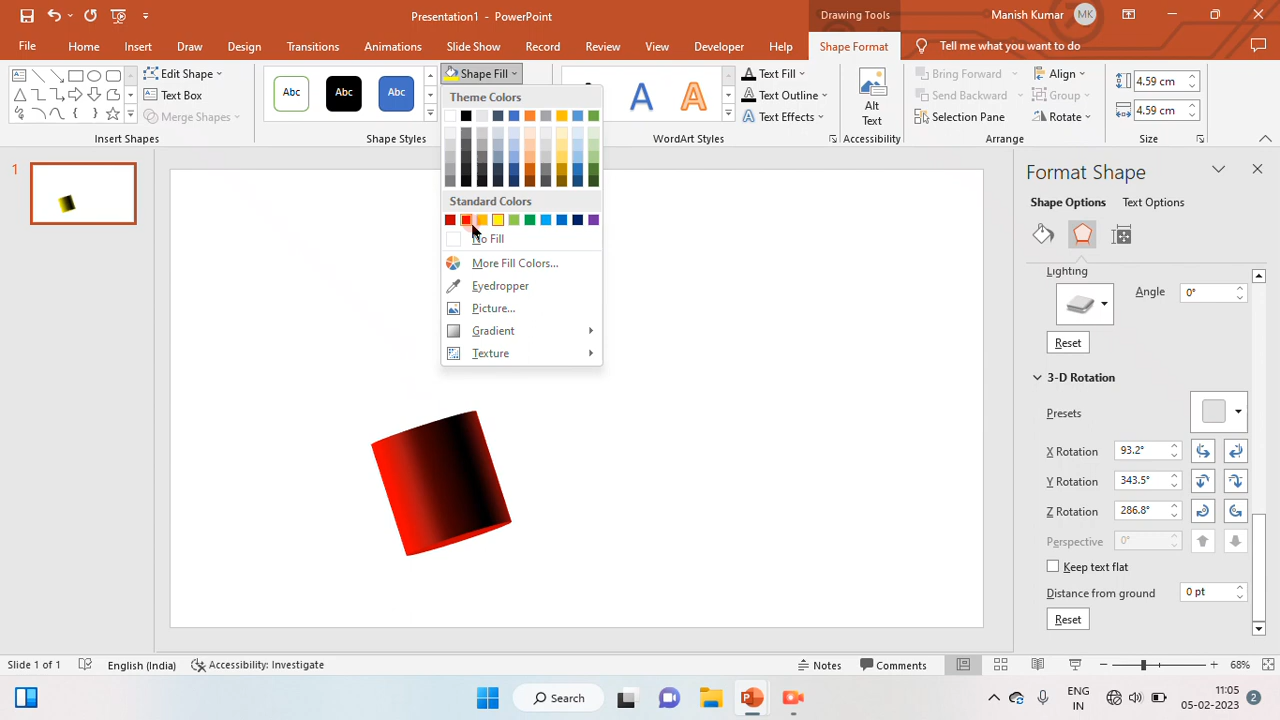 Presentation1 - PowerPoint
Drawing Tools
Manish Kumar
MK
File
Home
Insert
Draw
Design
Transitions
Animations
Slide Show
Record
Review
View
Developer
Help
Shape Format
Tell me what you want to do
Edit Shape
Text Box
Merge Shapes
Insert Shapes
Abc
Abc
Abc
Shape Styles
Shape Fill
Theme Colors
Standard Colors
No Fill
More Fill Colors...
Eyedropper
Picture...
Gradient
Texture
A
A
WordArt Styles
Text Fill
Text Outline
Text Effects
Alt
Text
Accessibility
Bring Forward
Send Backward
Selection Pane
Align
Group
Rotate
Arrange
4.59 cm
4.59 cm
Size
1
Format Shape
Shape Options
Text Options
Lighting
Angle
0°
Reset
3-D Rotation
Presets
X Rotation
93.2°
Y Rotation
343.5°
Z Rotation
286.8°
Perspective
0°
Keep text flat
Distance from ground
0 pt
Reset
Slide 1 of 1
English (India)
Accessibility: Investigate
Notes
Comments
68%
Search
ENG
IN
11:05
05-02-2023
2